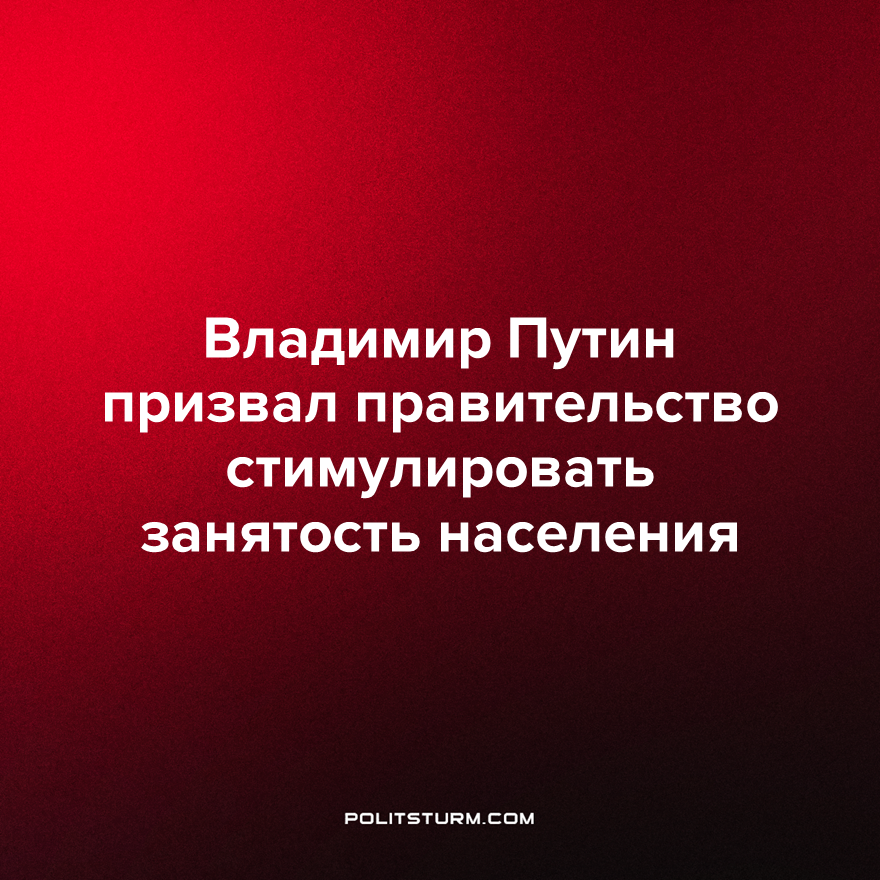 Владимир Путин
призвал правительство
стимулировать
занятость населения
POLITSTURM.COM